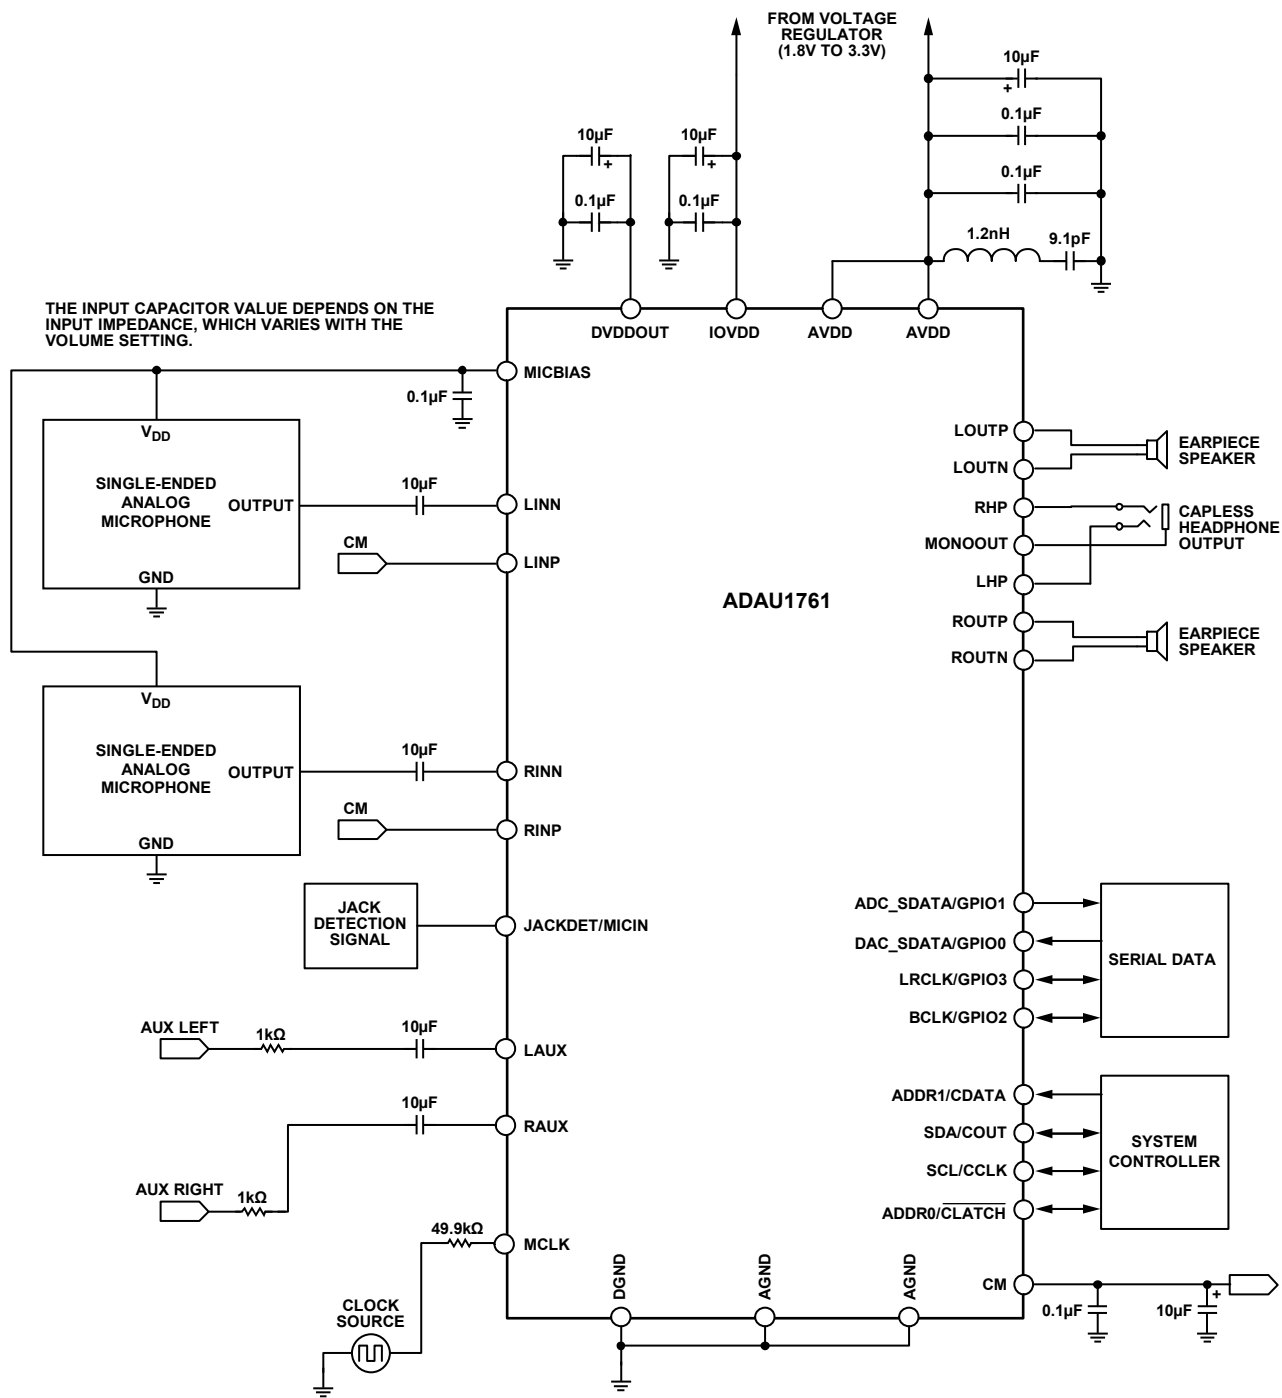 FROM VOLTAGE
REGULATOR
(1.8V TO 3.3V)
10µF
+
0.1µF
0.1µF
1.2nH
9.1pF
10µF
+
0.1µF
10µF
+
0.1µF
THE INPUT CAPACITOR VALUE DEPENDS ON THE
INPUT IMPEDANCE, WHICH VARIES WITH THE
VOLUME SETTING.
DVDDOUT
IOVDD
AVDD
AVDD
MICBIAS
0.1µF
VDD
SINGLE-ENDED
ANALOG
MICROPHONE
OUTPUT
GND
10µF
LINN
CM
LINP
VDD
SINGLE-ENDED
ANALOG
MICROPHONE
OUTPUT
GND
10µF
RINN
CM
RINP
JACK
DETECTION
SIGNAL
JACKDET/MICIN
AUX LEFT
1kΩ
10µF
LAUX
10µF
RAUX
AUX RIGHT
1kΩ
49.9kΩ
MCLK
CLOCK
SOURCE
ADAU1761
LOUTP
LOUTN
EARPIECE
SPEAKER
RHP
MONOOUT
LHP
CAPLESS
HEADPHONE
OUTPUT
ROUTP
ROUTN
EARPIECE
SPEAKER
ADC_SDATA/GPIO1
DAC_SDATA/GPIO0
LRCLK/GPIO3
BCLK/GPIO2
SERIAL DATA
ADDR1/CDATA
SDA/COUT
SCL/CCLK
ADDR0/CLATCH
SYSTEM
CONTROLLER
DGND
AGND
AGND
CM
0.1µF
10µF
+